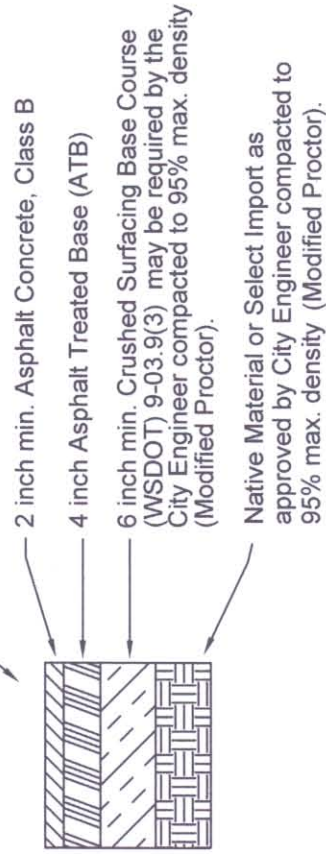 2 inch min. Asphalt Concrete, Class B
4 inch Asphalt Treated Base (ATB)
6 inch min. Crushed Surfacing Base Course
(WSDOT) 9-03.9(3) may be required by the
City Engineer compacted to 95% max. density
(Modified Proctor).
Native Material or Select Import as
approved by City Engineer compacted to
95% max. density (Modified Proctor).